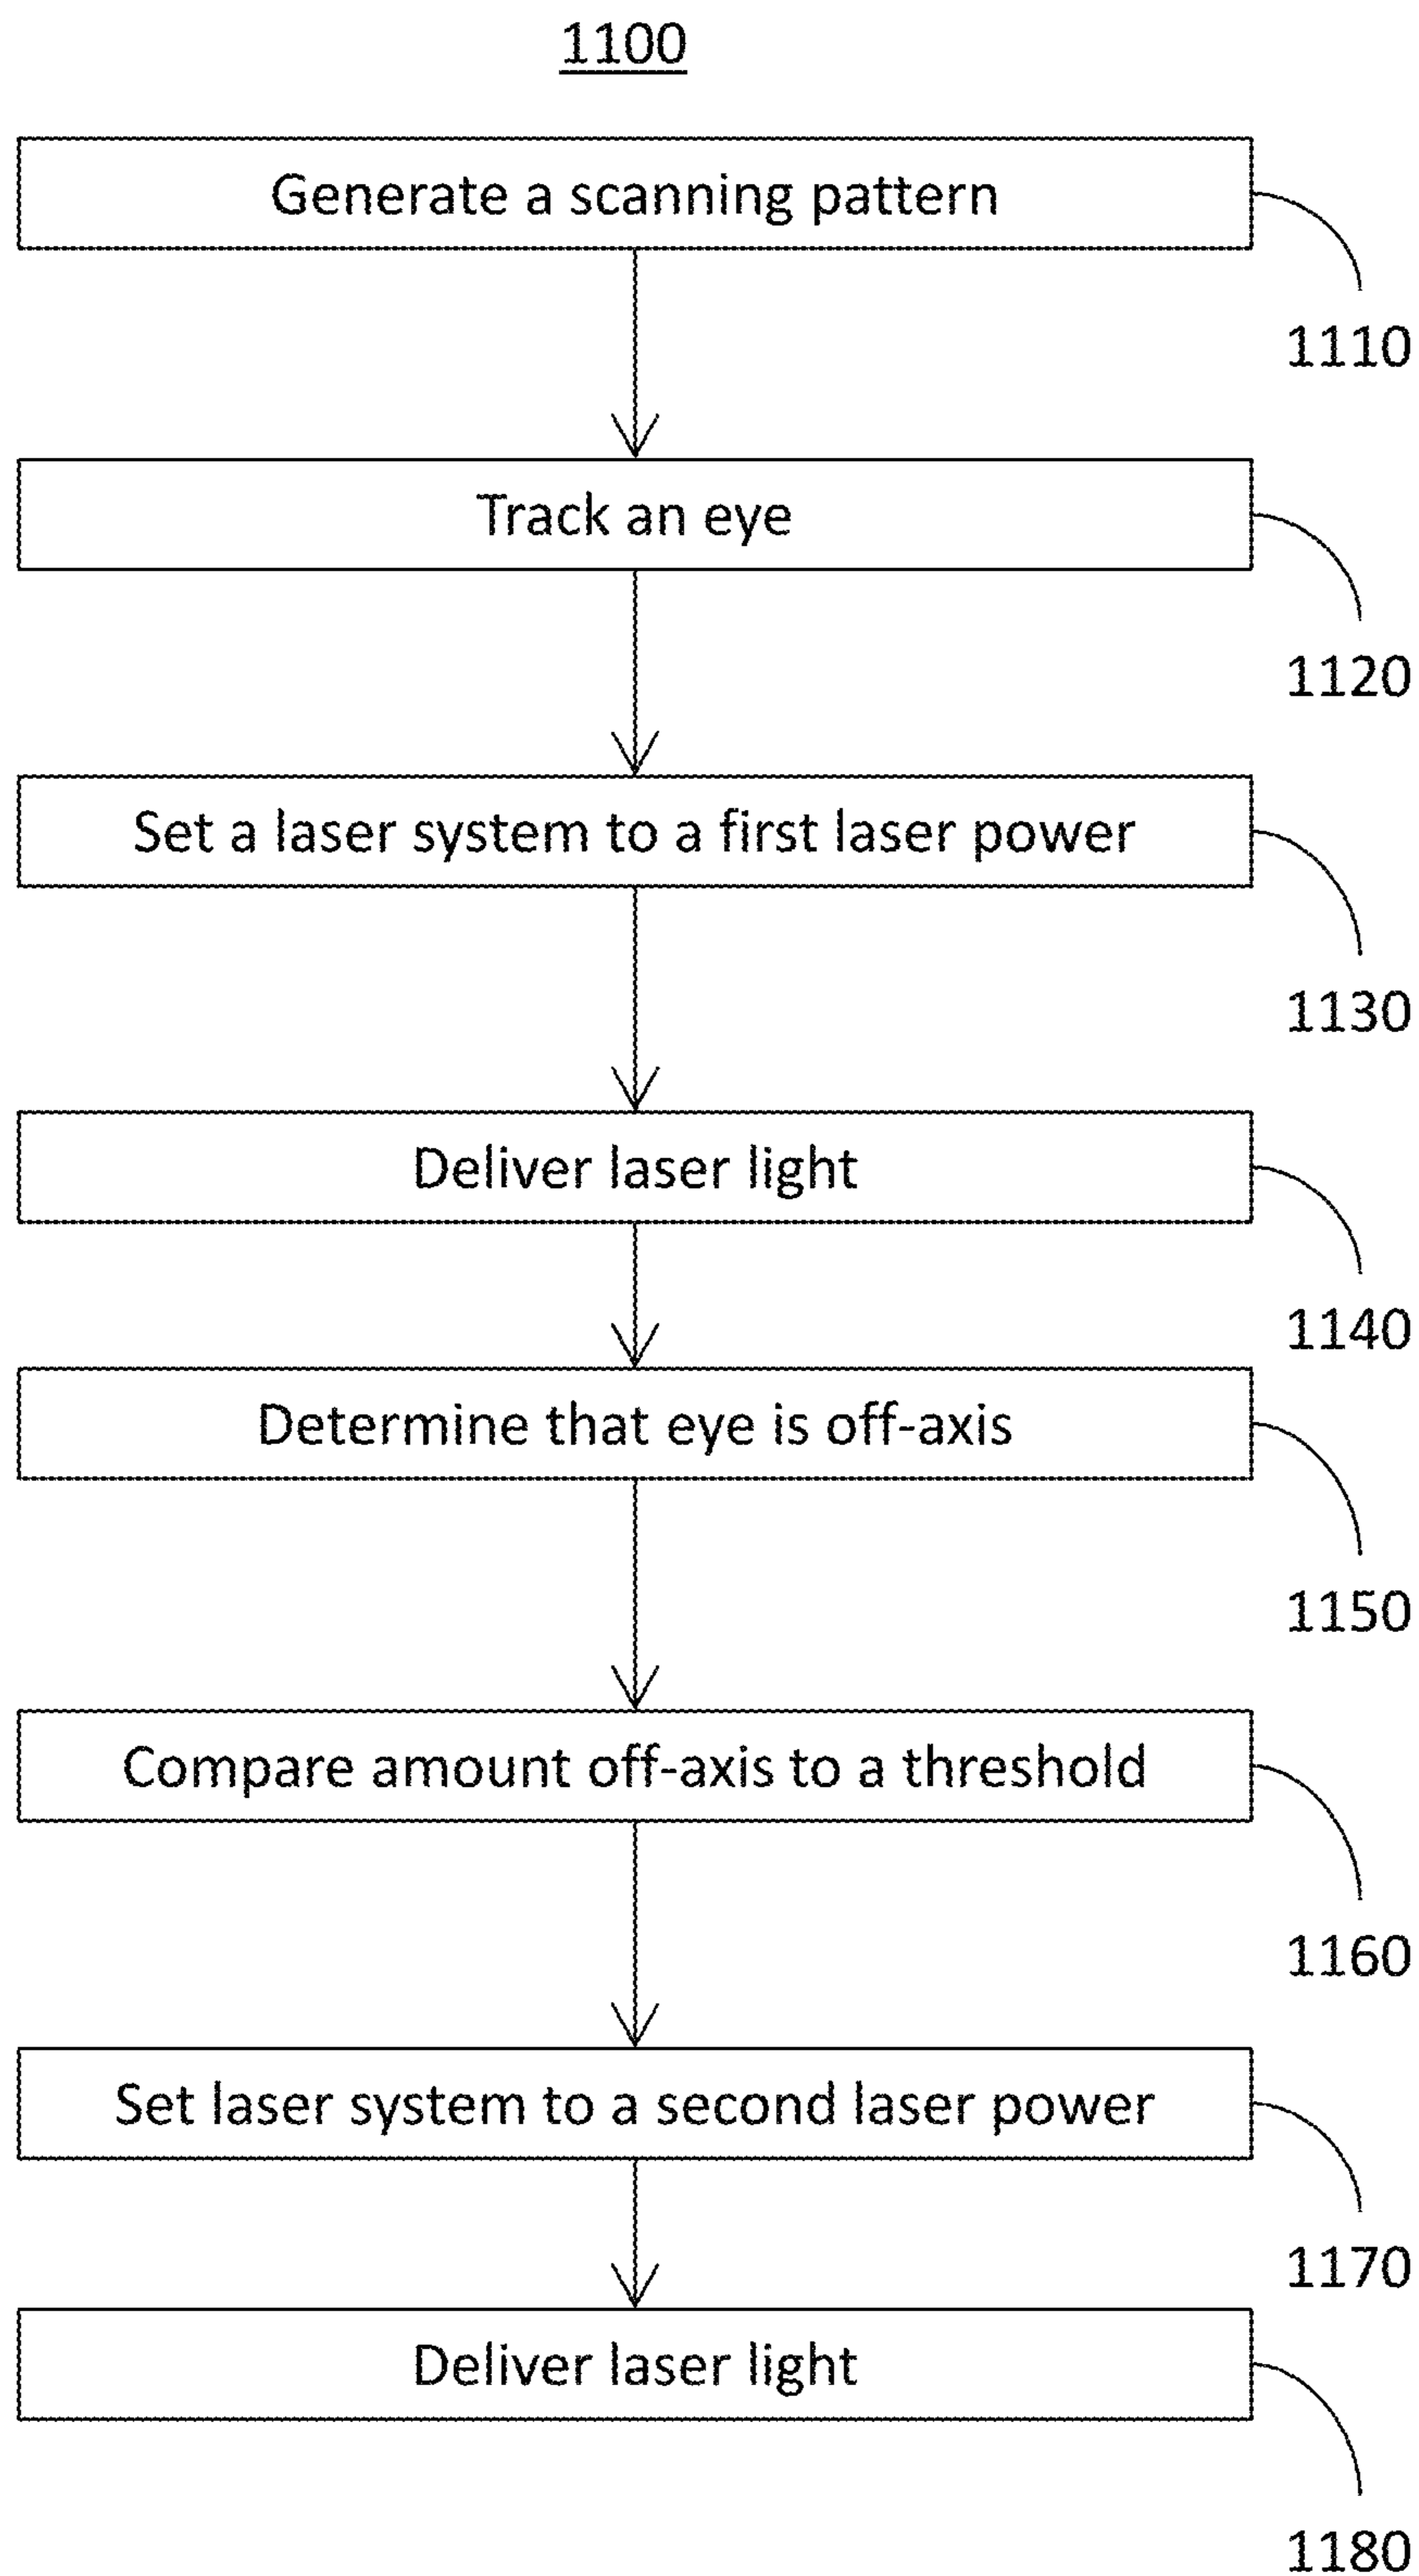 1100
Generate a scanning pattern
1110
Track an eye
1120
Set a laser system to a first laser power
1130
Deliver laser light
1140
Determine that eye is off-axis
1150
Compare amount off-axis to a threshold
1160
Set laser system to a second laser power
1170
Deliver laser light
1180